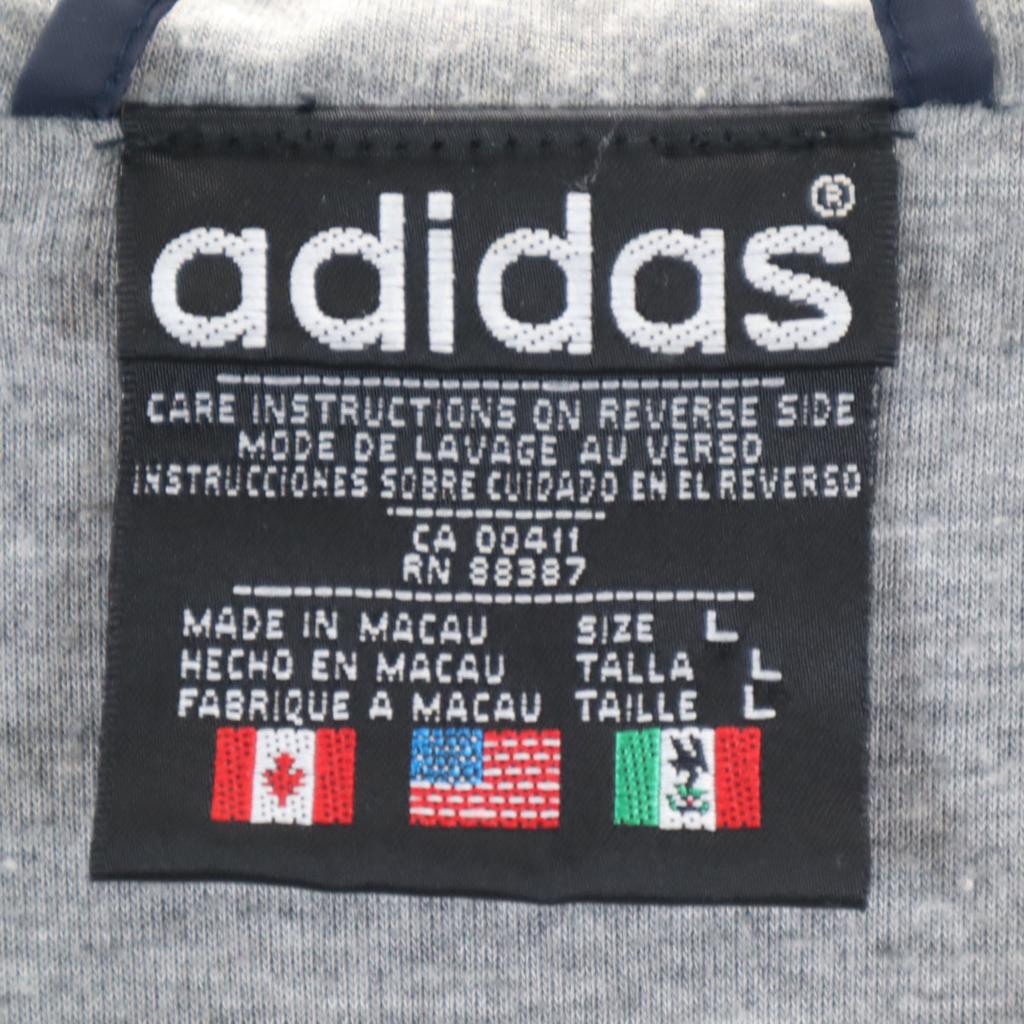 adidas®
CARE INSTRUCTIONS ON REVERSE SIDE
MODE DE LAVAGE AU VERSO
INSTRUCCIONES SOBRE CUIDADO EN EL REVERSO
CA 00411
RN 88387
MADE IN MACAU SIZE L
HECHO EN MACAU TALLA L
FABRIQUE A MACAU TAILLE L